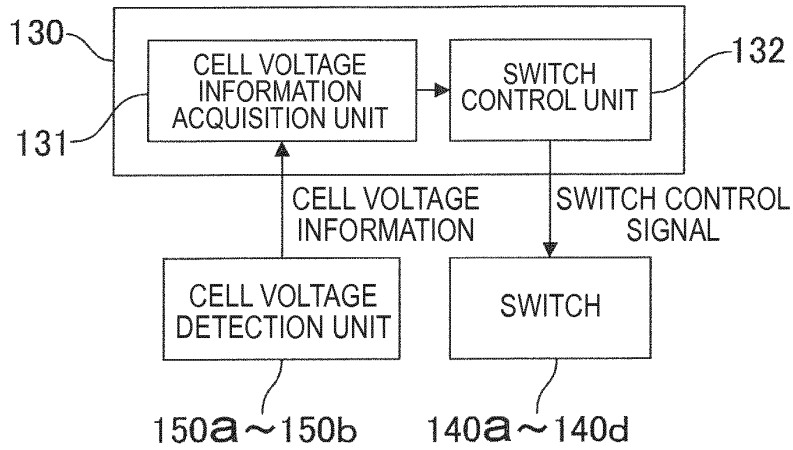 130
CELL VOLTAGE
INFORMATION
ACQUISITION UNIT
SWITCH
CONTROL UNIT
132
131
CELL VOLTAGE
INFORMATION
SWITCH CONTROL
SIGNAL
CELL VOLTAGE
DETECTION UNIT
SWITCH
150a～150b
140a～140d